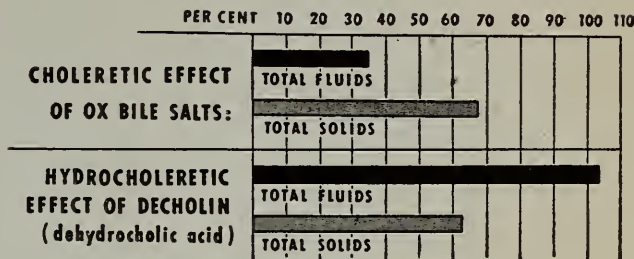 PER CENT 10 20 30 40 50 60 70 80 90 100 110
CHOLERETIC EFFECT
OF OX BILE SALTS:
TOTAL FLUIDS
TOTAL SOLIDS
HYDROCHOLERETIC
EFFECT OF DECHOLIN
(dehydrocholic acid)
TOTAL FLUIDS
TOTAL SOLIDS